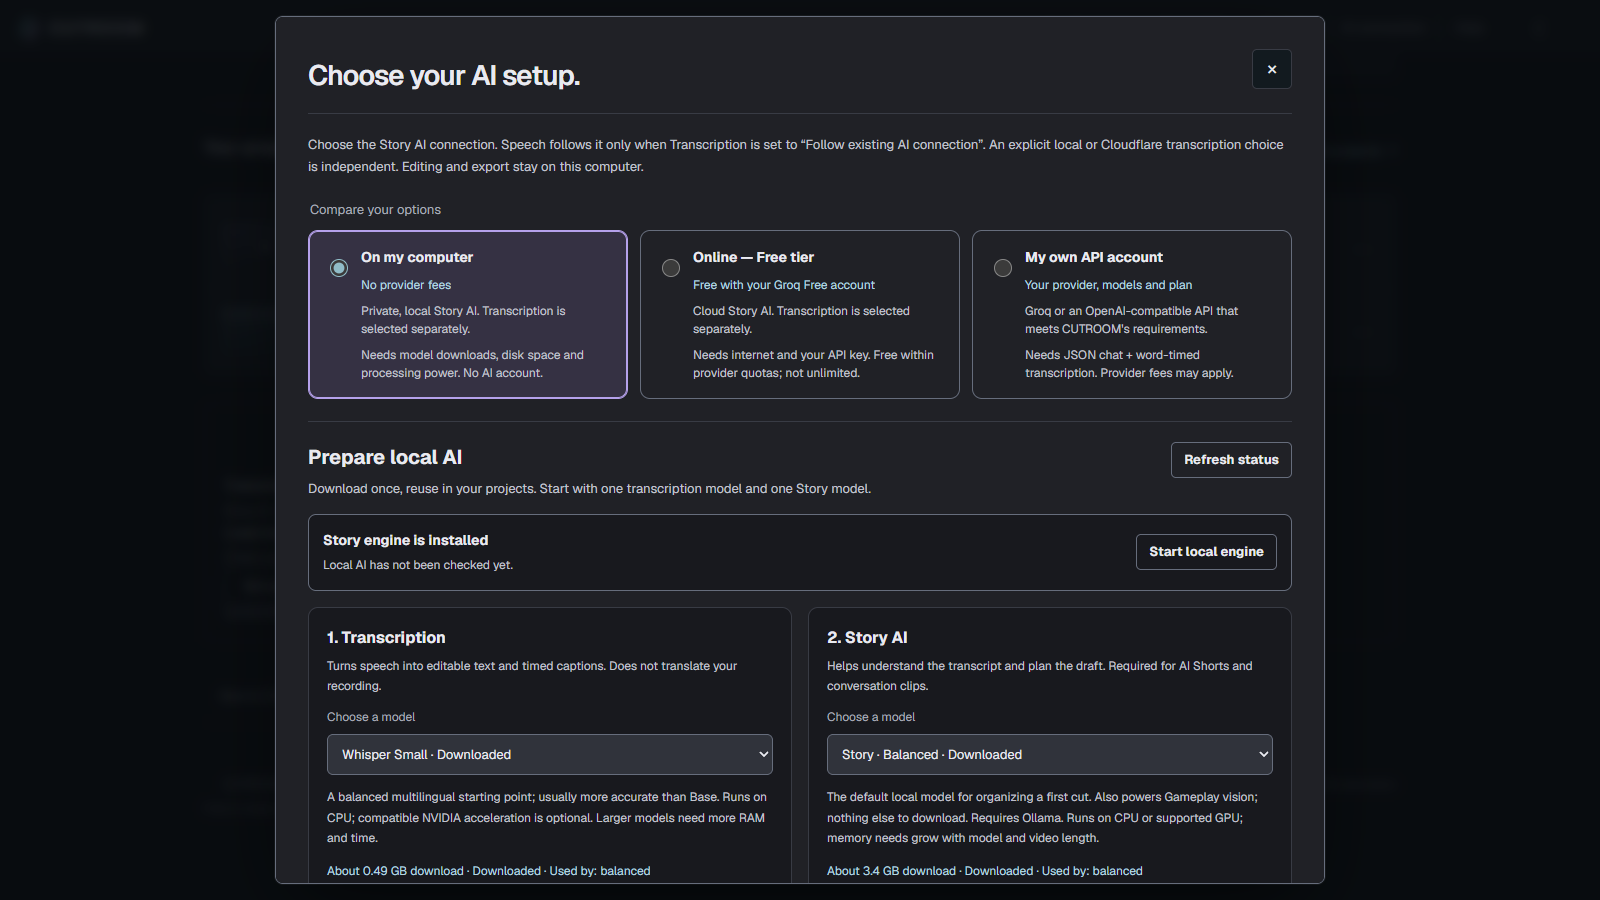 Choose your AI setup.
×
Choose the Story AI connection. Speech follows it only when Transcription is set to “Follow existing AI connection”. An explicit local or Cloudflare transcription choice
is independent. Editing and export stay on this computer.
Compare your options
On my computer
No provider fees
Private, local Story AI. Transcription is
selected separately.
Needs model downloads, disk space and
processing power. No AI account.
Online — Free tier
Free with your Groq Free account
Cloud Story AI. Transcription is selected
separately.
Needs internet and your API key. Free within
provider quotas; not unlimited.
My own API account
Your provider, models and plan
Groq or an OpenAI-compatible API that
meets CUTROOM's requirements.
Needs JSON chat + word-timed
transcription. Provider fees may apply.
Prepare local AI
Refresh status
Download once, reuse in your projects. Start with one transcription model and one Story model.
Story engine is installed
Local AI has not been checked yet.
Start local engine
1. Transcription
Turns speech into editable text and timed captions. Does not translate your
recording.
Choose a model
Whisper Small · Downloaded
A balanced multilingual starting point; usually more accurate than Base. Runs on
CPU; compatible NVIDIA acceleration is optional. Larger models need more RAM
and time.
About 0.49 GB download · Downloaded · Used by: balanced
2. Story AI
Helps understand the transcript and plan the draft. Required for AI Shorts and
conversation clips.
Choose a model
Story · Balanced · Downloaded
The default local model for organizing a first cut. Also powers Gameplay vision;
nothing else to download. Requires Ollama. Runs on CPU or supported GPU;
memory needs grow with model and video length.
About 3.4 GB download · Downloaded · Used by: balanced